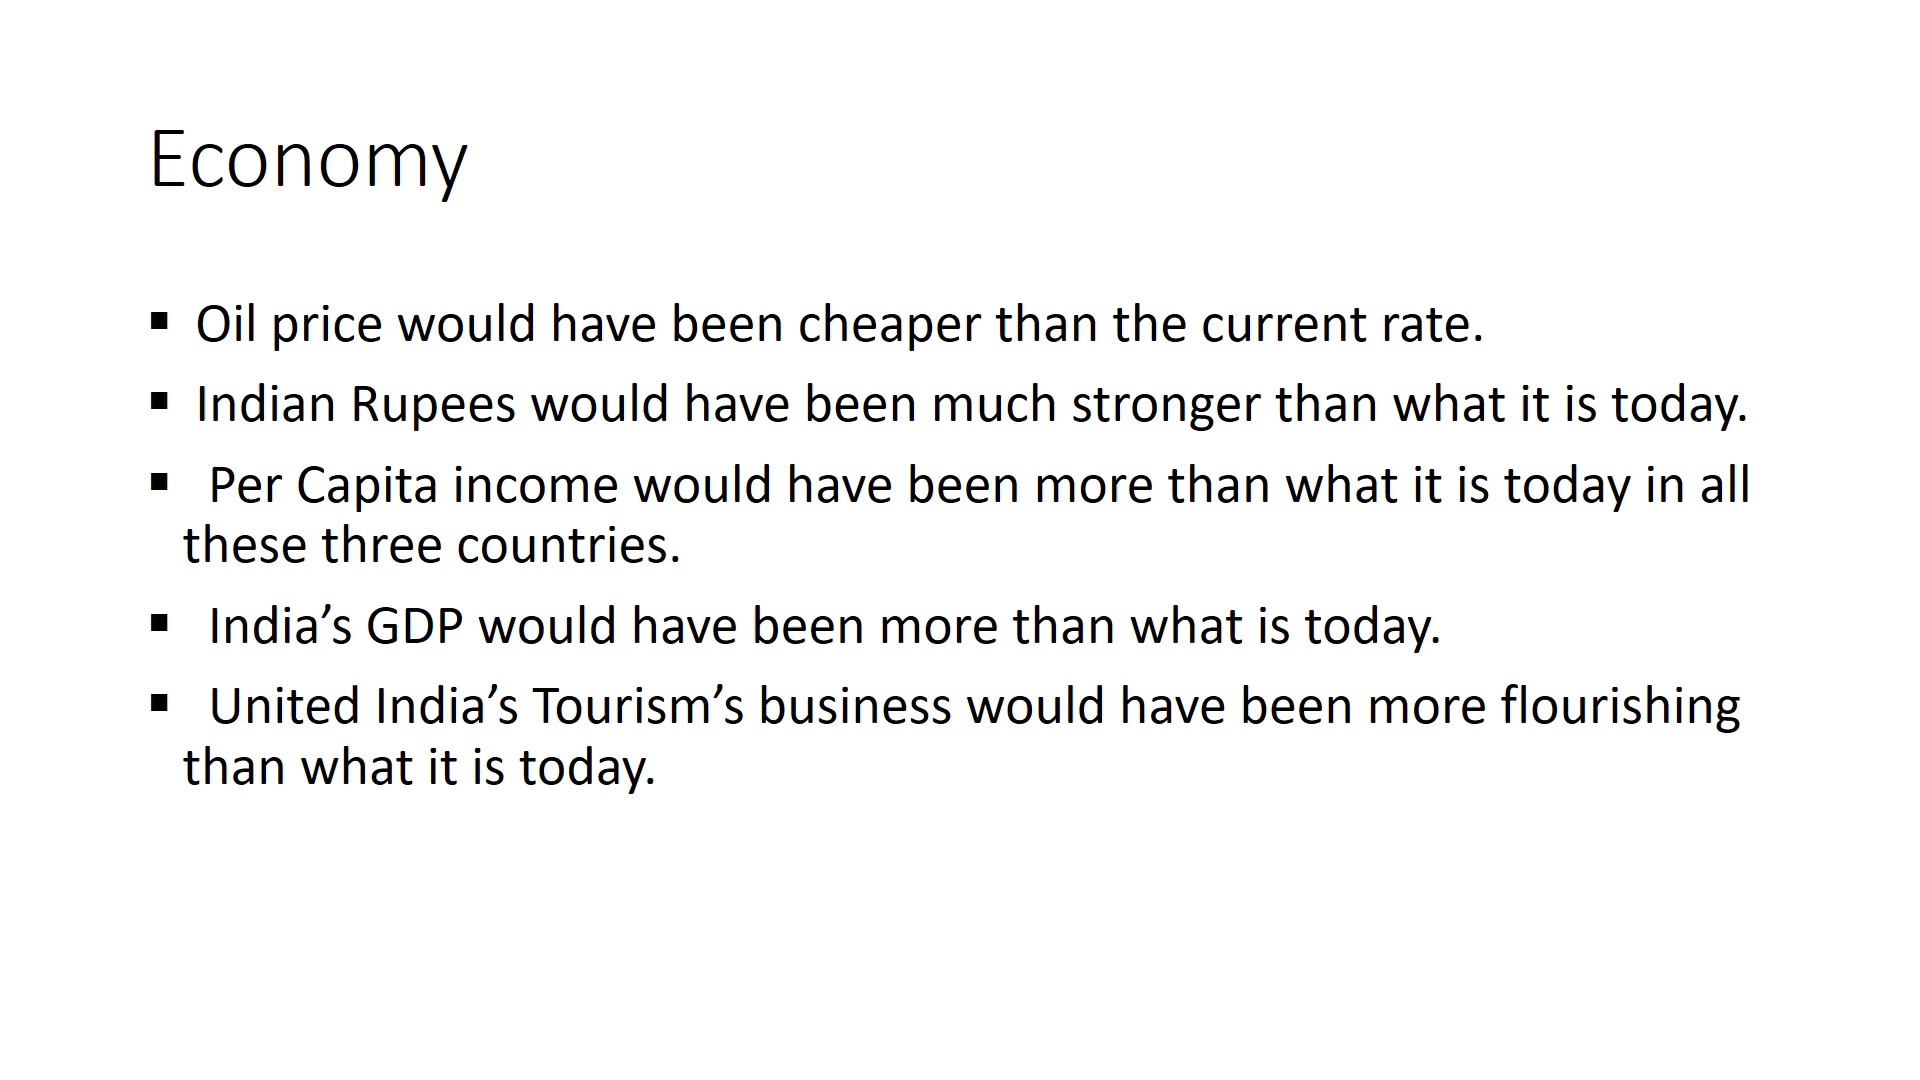 Economy
▪ Oil price would have been cheaper than the current rate.
▪ Indian Rupees would have been much stronger than what it is today.
▪ Per Capita income would have been more than what it is today in all
these three countries.
▪ India’s GDP would have been more than what is today.
▪ United India’s Tourism’s business would have been more flourishing
than what it is today.